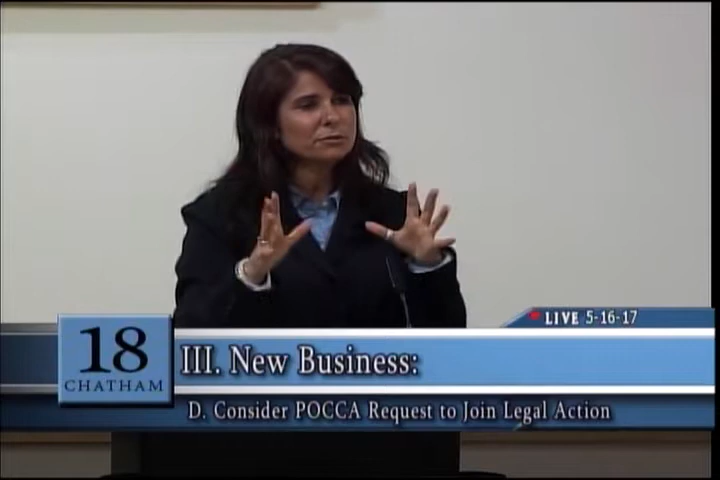 LIVE 5-16-17
18
CHATHAM
III. New Business:
D. Consider POCCA Request to Join Legal Action